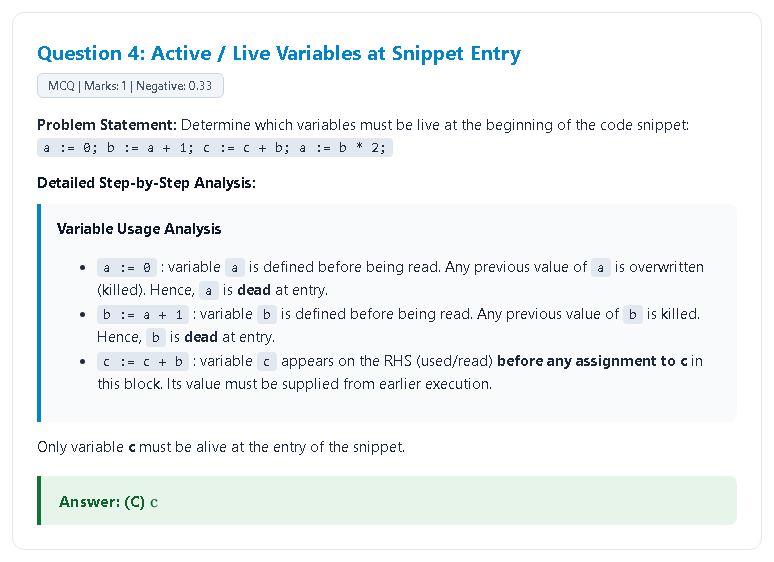 Question 4: Active / Live Variables at Snippet Entry
MCQ | Marks: 1 | Negative: 0.33
Problem Statement: Determine which variables must be live at the beginning of the code snippet:
a := 0; b := a + 1; c := c + b; a := b * 2;
Detailed Step-by-Step Analysis:
Variable Usage Analysis
• a := 0 : variable a is defined before being read. Any previous value of a is overwritten
(killed). Hence, a is dead at entry.
• b := a + 1 : variable b is defined before being read. Any previous value of b is killed.
Hence, b is dead at entry.
• c := c + b : variable c appears on the RHS (used/read) before any assignment to c in
this block. Its value must be supplied from earlier execution.
Only variable c must be alive at the entry of the snippet.
Answer: (C) c